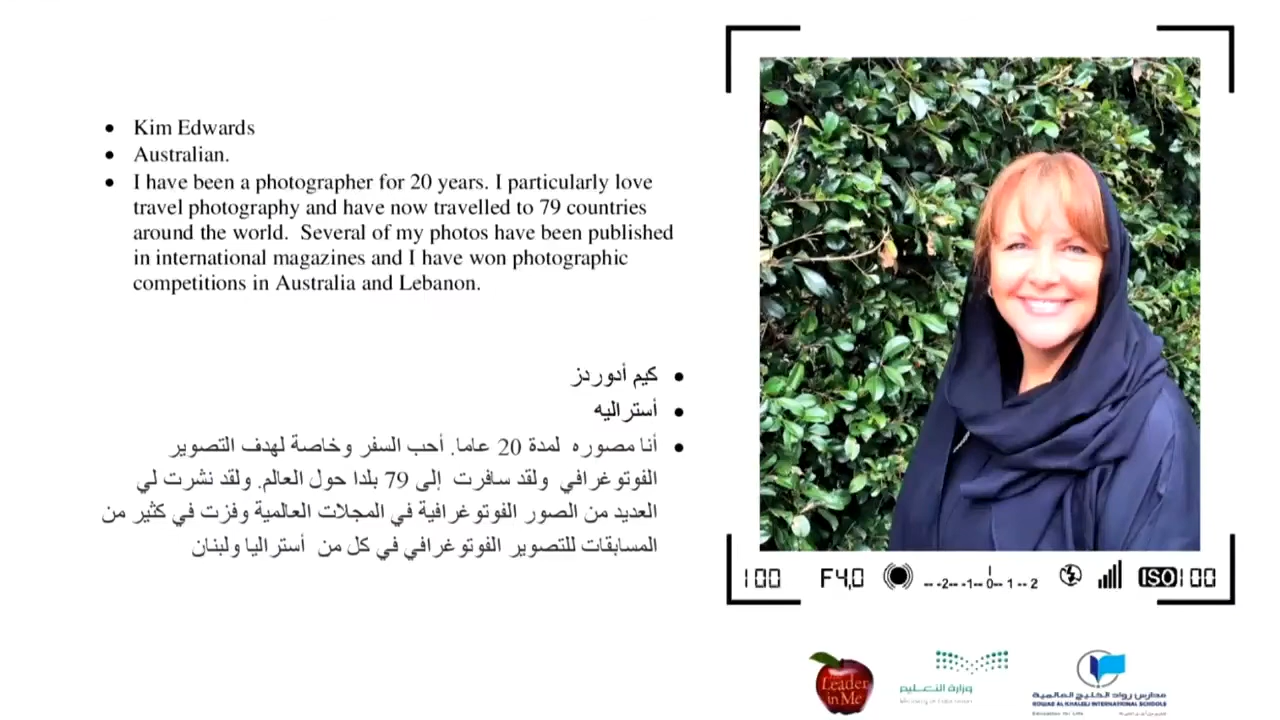 • Kim Edwards
• Australian.
• I have been a photographer for 20 years. I particularly love
travel photography and have now travelled to 79 countries
around the world. Several of my photos have been published
in international magazines and I have won photographic
competitions in Australia and Lebanon.
• كيم أدوردز
• أستراليه
• أنا مصوره لمدة 20 عاما. أحب السفر وخاصة لهدف التصوير
الفوتوغرافي ولقد سافرت إلى 79 بلدا حول العالم. ولقد نشرت لي
العديد من الصور الفوتوغرافية في المجلات العالمية وفزت في كثير من
المسابقات للتصوير الفوتوغرافي في كل من أستراليا ولبنان
100 F4,0 -- -2-- -1-- 0-- 1 -- 2 ISO 100
Leader
in Me
وزارة التعليم
Ministry of Education
مدارس رواد الخليج العالمية
ROWAD AL KHALEEJ INTERNATIONAL SCHOOLS
Education for Life